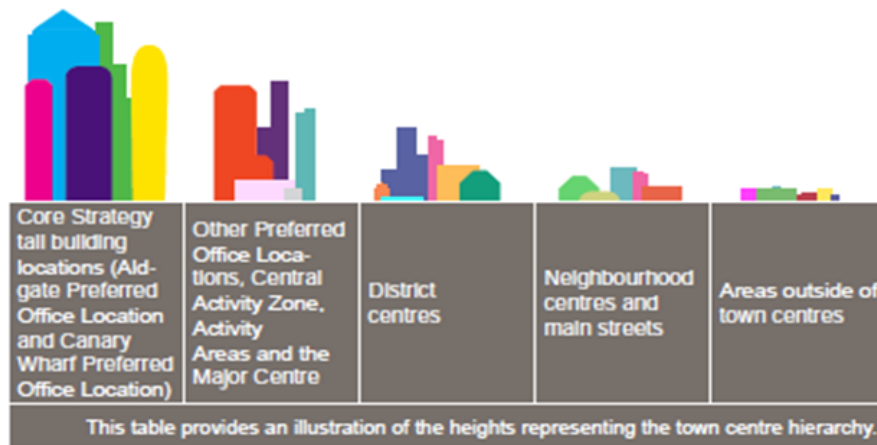 Core Strategy
tall building
locations (Ald-
gate Preferred
Office Location
and Canary
Wharf Preferred
Office Location)
Other Preferred
Office Loca-
tions, Central
Activity Zone,
Activity
Areas and the
Major Centre
District
centres
Neighbourhood
centres and
main streets
Areas outside of
town centres
This table provides an illustration of the heights representing the town centre hierarchy.